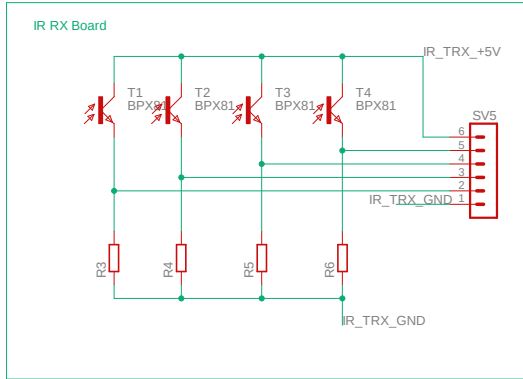 IR RX Board
IR_TRX_+5V
T1
BPX81
T2
BPX81
T3
BPX81
T4
BPX81
SV5
6
5
4
3
2
1
IR_TRX_GND
R3
R4
R5
R6
IR_TRX_GND